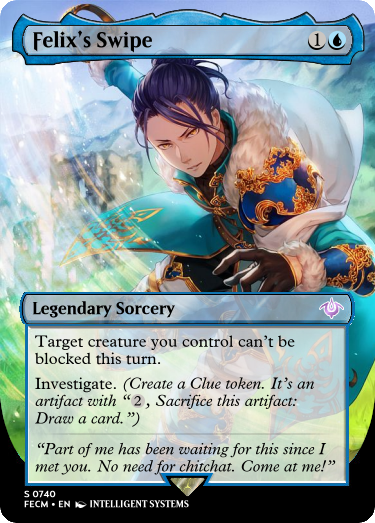 Felix's Swipe 1
Legendary Sorcery
Target creature you control can't be
blocked this turn.
Investigate. (Create a Clue token. It's an
artifact with "2, Sacrifice this artifact:
Draw a card.")
"Part of me has been waiting for this since I
met you. No need for chitchat. Come at me!"
S 0740
FECM • EN INTELLIGENT SYSTEMS